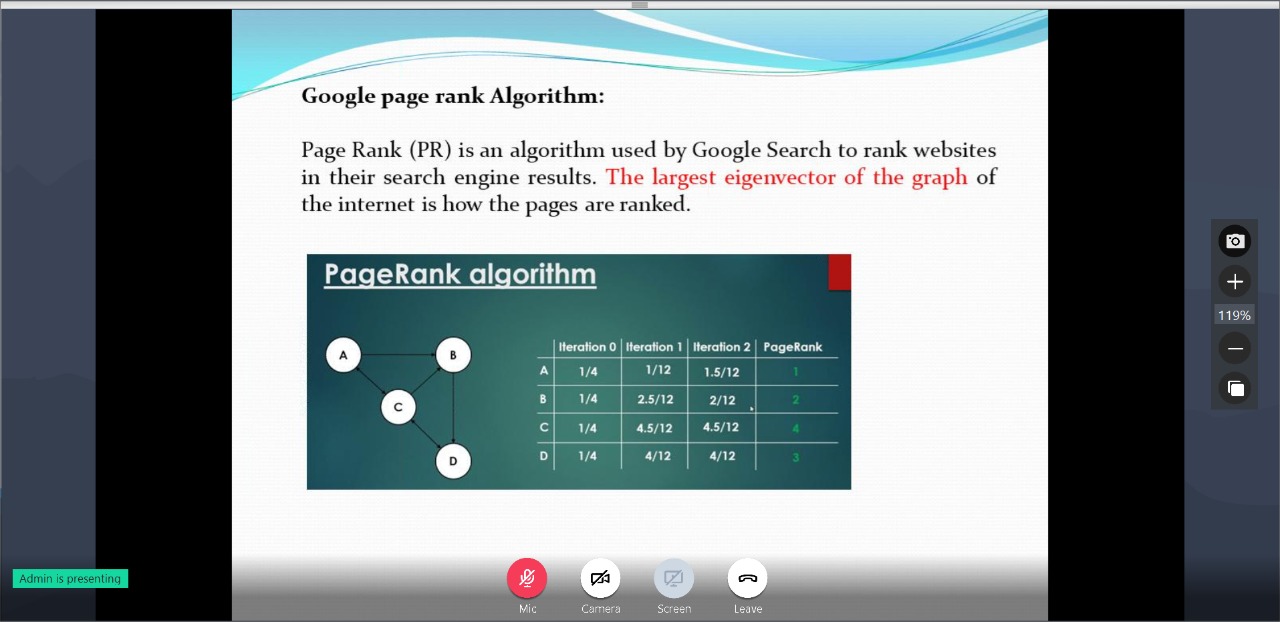 Google page rank Algorithm:
Page Rank (PR) is an algorithm used by Google Search to rank websites
in their search engine results. The largest eigenvector of the graph of
the internet is how the pages are ranked.
PageRank algorithm
A
B
C
D
Iteration 0 Iteration 1 Iteration 2 PageRank
A 1/4 1/12 1.5/12 1
B 1/4 2.5/12 2/12 2
C 1/4 4.5/12 4.5/12 4
D 1/4 4/12 4/12 3
119%
Admin is presenting
Mic Camera Screen Leave